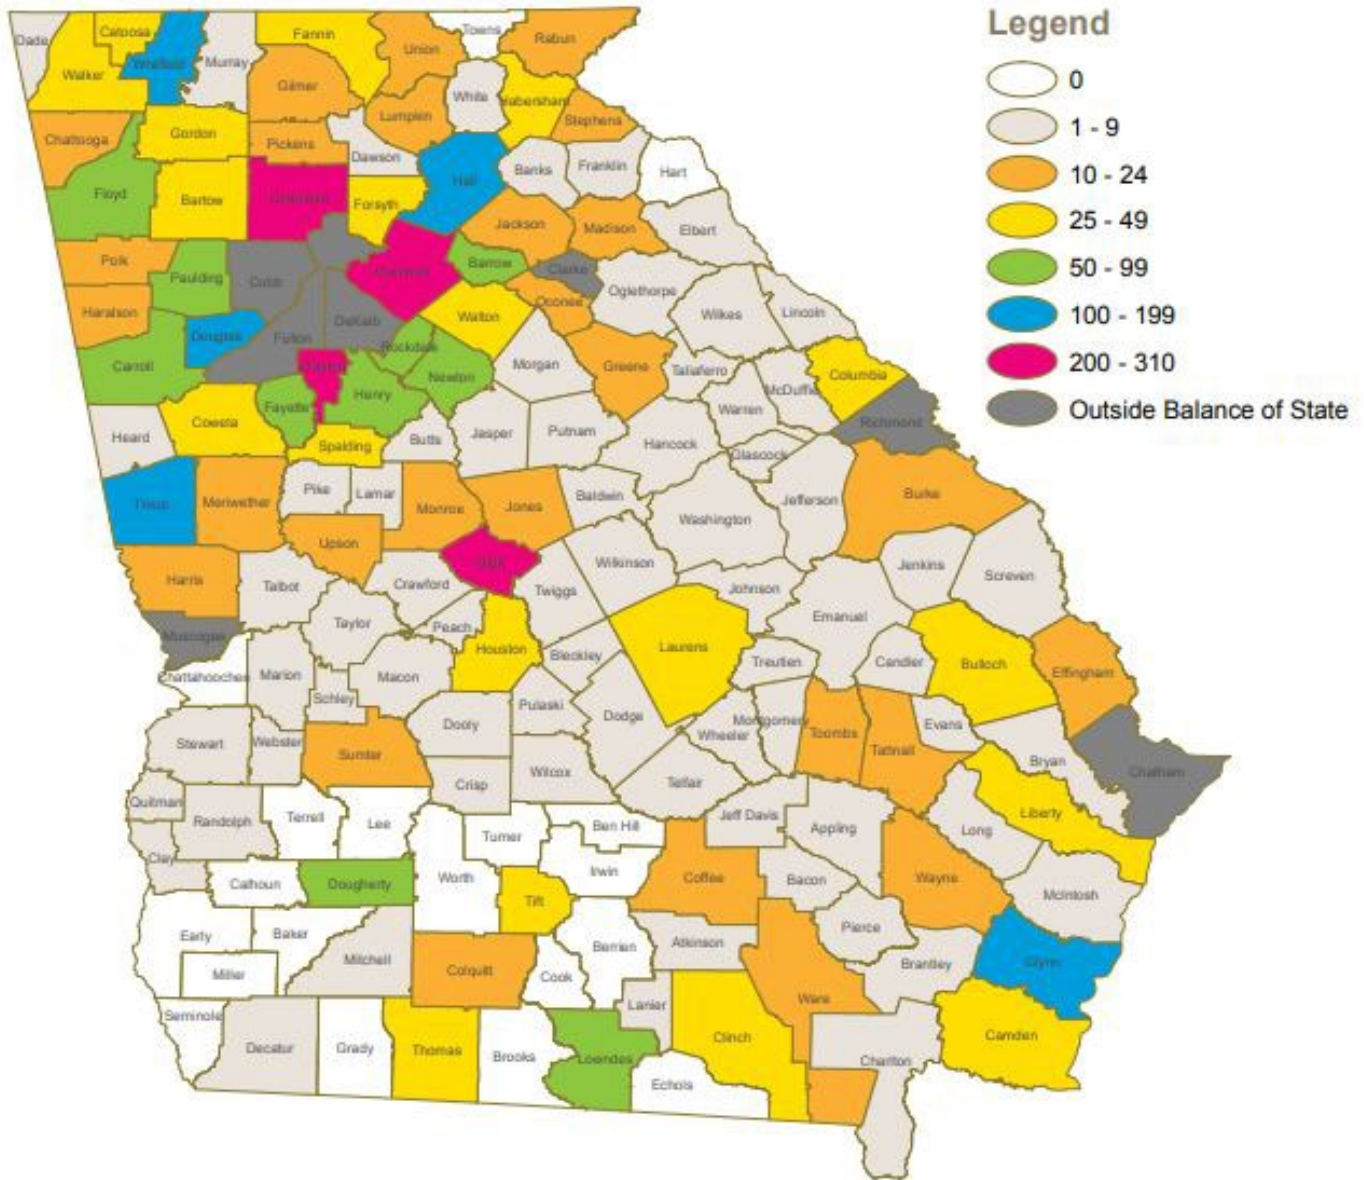 Legend
0
1 - 9
10 - 24
25 - 49
50 - 99
100 - 199
200 - 310
Outside Balance of State
Dade
Catoosa
Walker
Whitfield
Murray
Fannin
Gilmer
Union
Towns
Rabun
White
Habersham
Lumpkin
Stephens
Chattooga
Gordon
Pickens
Dawson
Hall
Banks
Franklin
Hart
Floyd
Bartow
Cherokee
Forsyth
Jackson
Madison
Elbert
Polk
Paulding
Cobb
Gwinnett
Barrow
Clarke
Oglethorpe
Oconee
Haralson
Douglas
Fulton
DeKalb
Walton
Wilkes
Lincoln
Rockdale
Carroll
Clayton
Newton
Morgan
Greene
Taliaferro
McDuffie
Columbia
Fayette
Henry
Heard
Coweta
Spalding
Butts
Jasper
Putnam
Hancock
Warren
Glascock
Richmond
Troup
Meriwether
Pike
Lamar
Monroe
Jones
Baldwin
Washington
Jefferson
Burke
Upson
Bibb
Wilkinson
Harris
Talbot
Crawford
Twiggs
Johnson
Jenkins
Screven
Muscogee
Taylor
Peach
Emanuel
Houston
Bleckley
Laurens
Treutlen
Candler
Bulloch
Effingham
Chattahoochee
Marion
Macon
Schley
Pulaski
Dodge
Dooly
Stewart
Webster
Sumter
Wheeler
Montgomery
Toombs
Tattnall
Evans
Bryan
Chatham
Crisp
Wilcox
Telfair
Quitman
Randolph
Terrell
Lee
Turner
Ben Hill
Jeff Davis
Appling
Long
Liberty
Clay
Calhoun
Dougherty
Worth
Irwin
Tift
Coffee
Bacon
Wayne
McIntosh
Early
Baker
Mitchell
Colquitt
Berrien
Atkinson
Pierce
Brantley
Glynn
Miller
Cook
Lanier
Ware
Seminole
Decatur
Grady
Thomas
Brooks
Lowndes
Clinch
Echols
Charlton
Camden